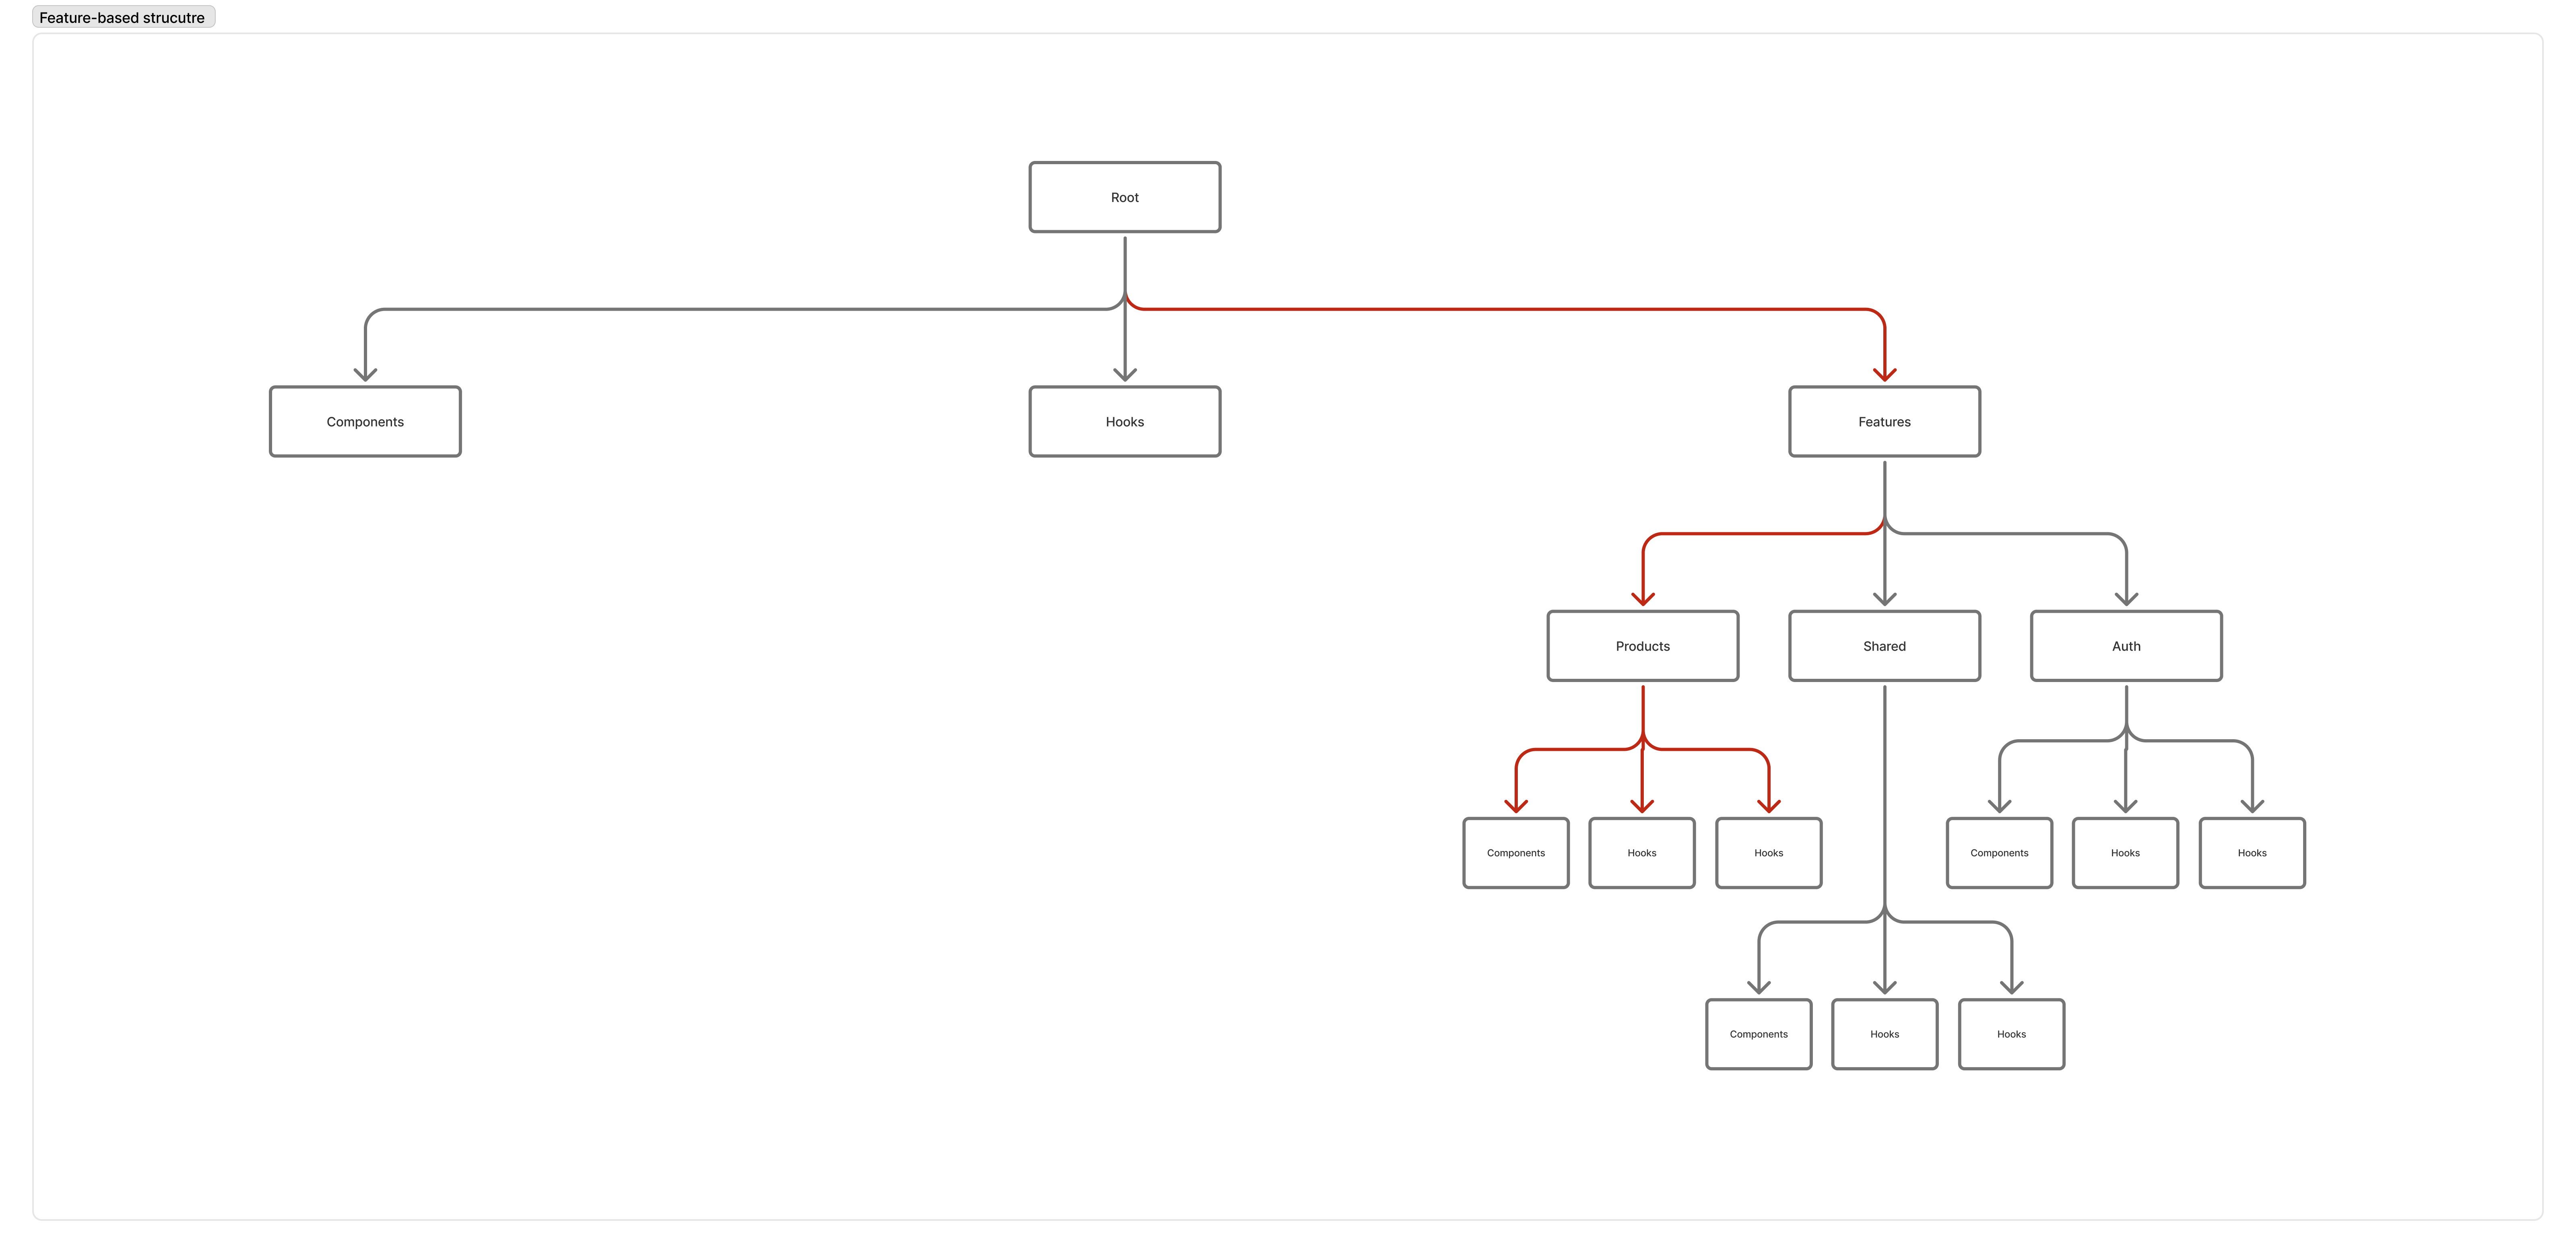 Feature-based strucutre
Root
Components
Hooks
Features
Products
Shared
Auth
Components
Hooks
Hooks
Components
Hooks
Hooks
Components
Hooks
Hooks